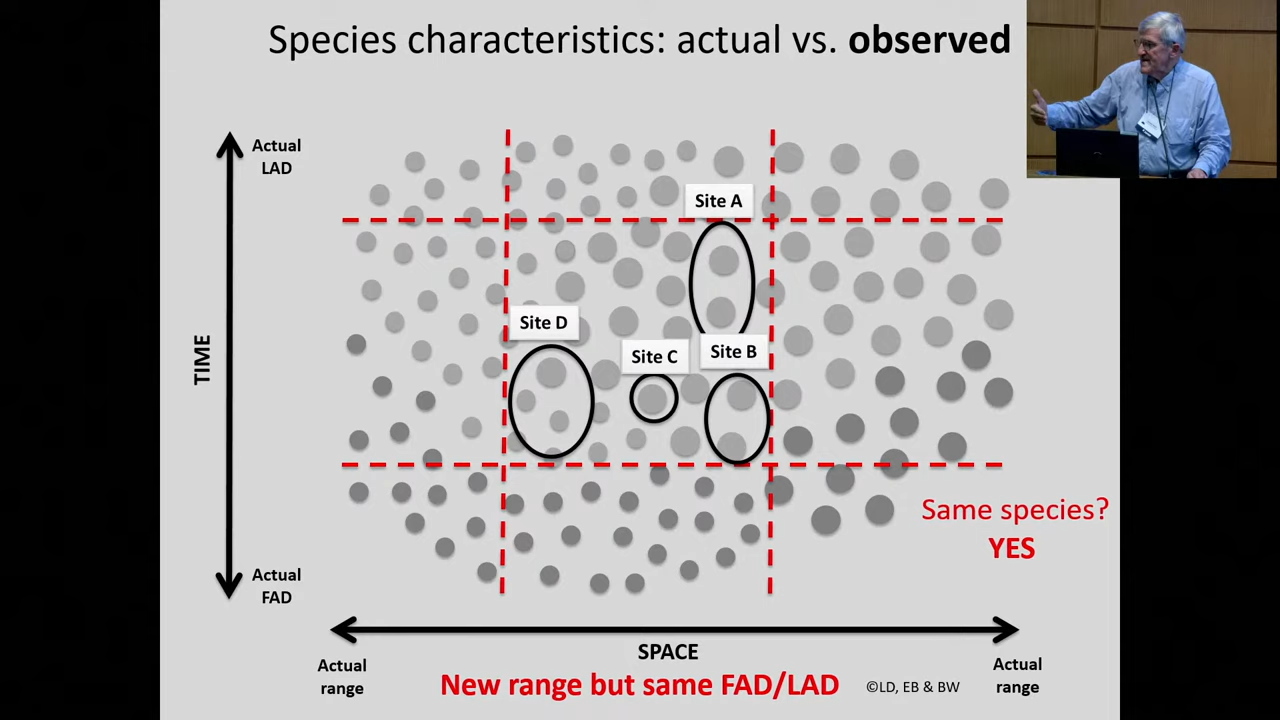 Species characteristics: actual vs. observed
Actual
LAD
Site A
Site D
Site C
Site B
TIME
Same species?
YES
Actual
FAD
SPACE
Actual
range
Actual
range
New range but same FAD/LAD
©LD, EB & BW